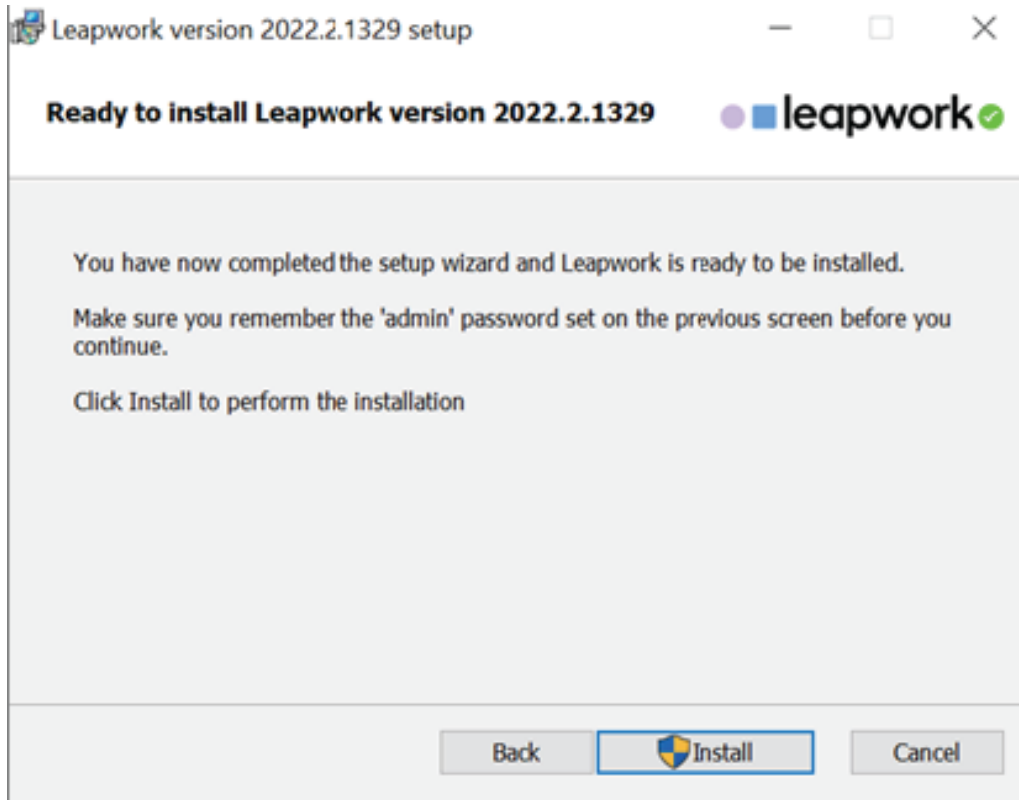 Leapwork version 2022.2.1329 setup
Ready to install Leapwork version 2022.2.1329
leapwork
You have now completed the setup wizard and Leapwork is ready to be installed.
Make sure you remember the 'admin' password set on the previous screen before you
continue.
Click Install to perform the installation
Back
Install
Cancel